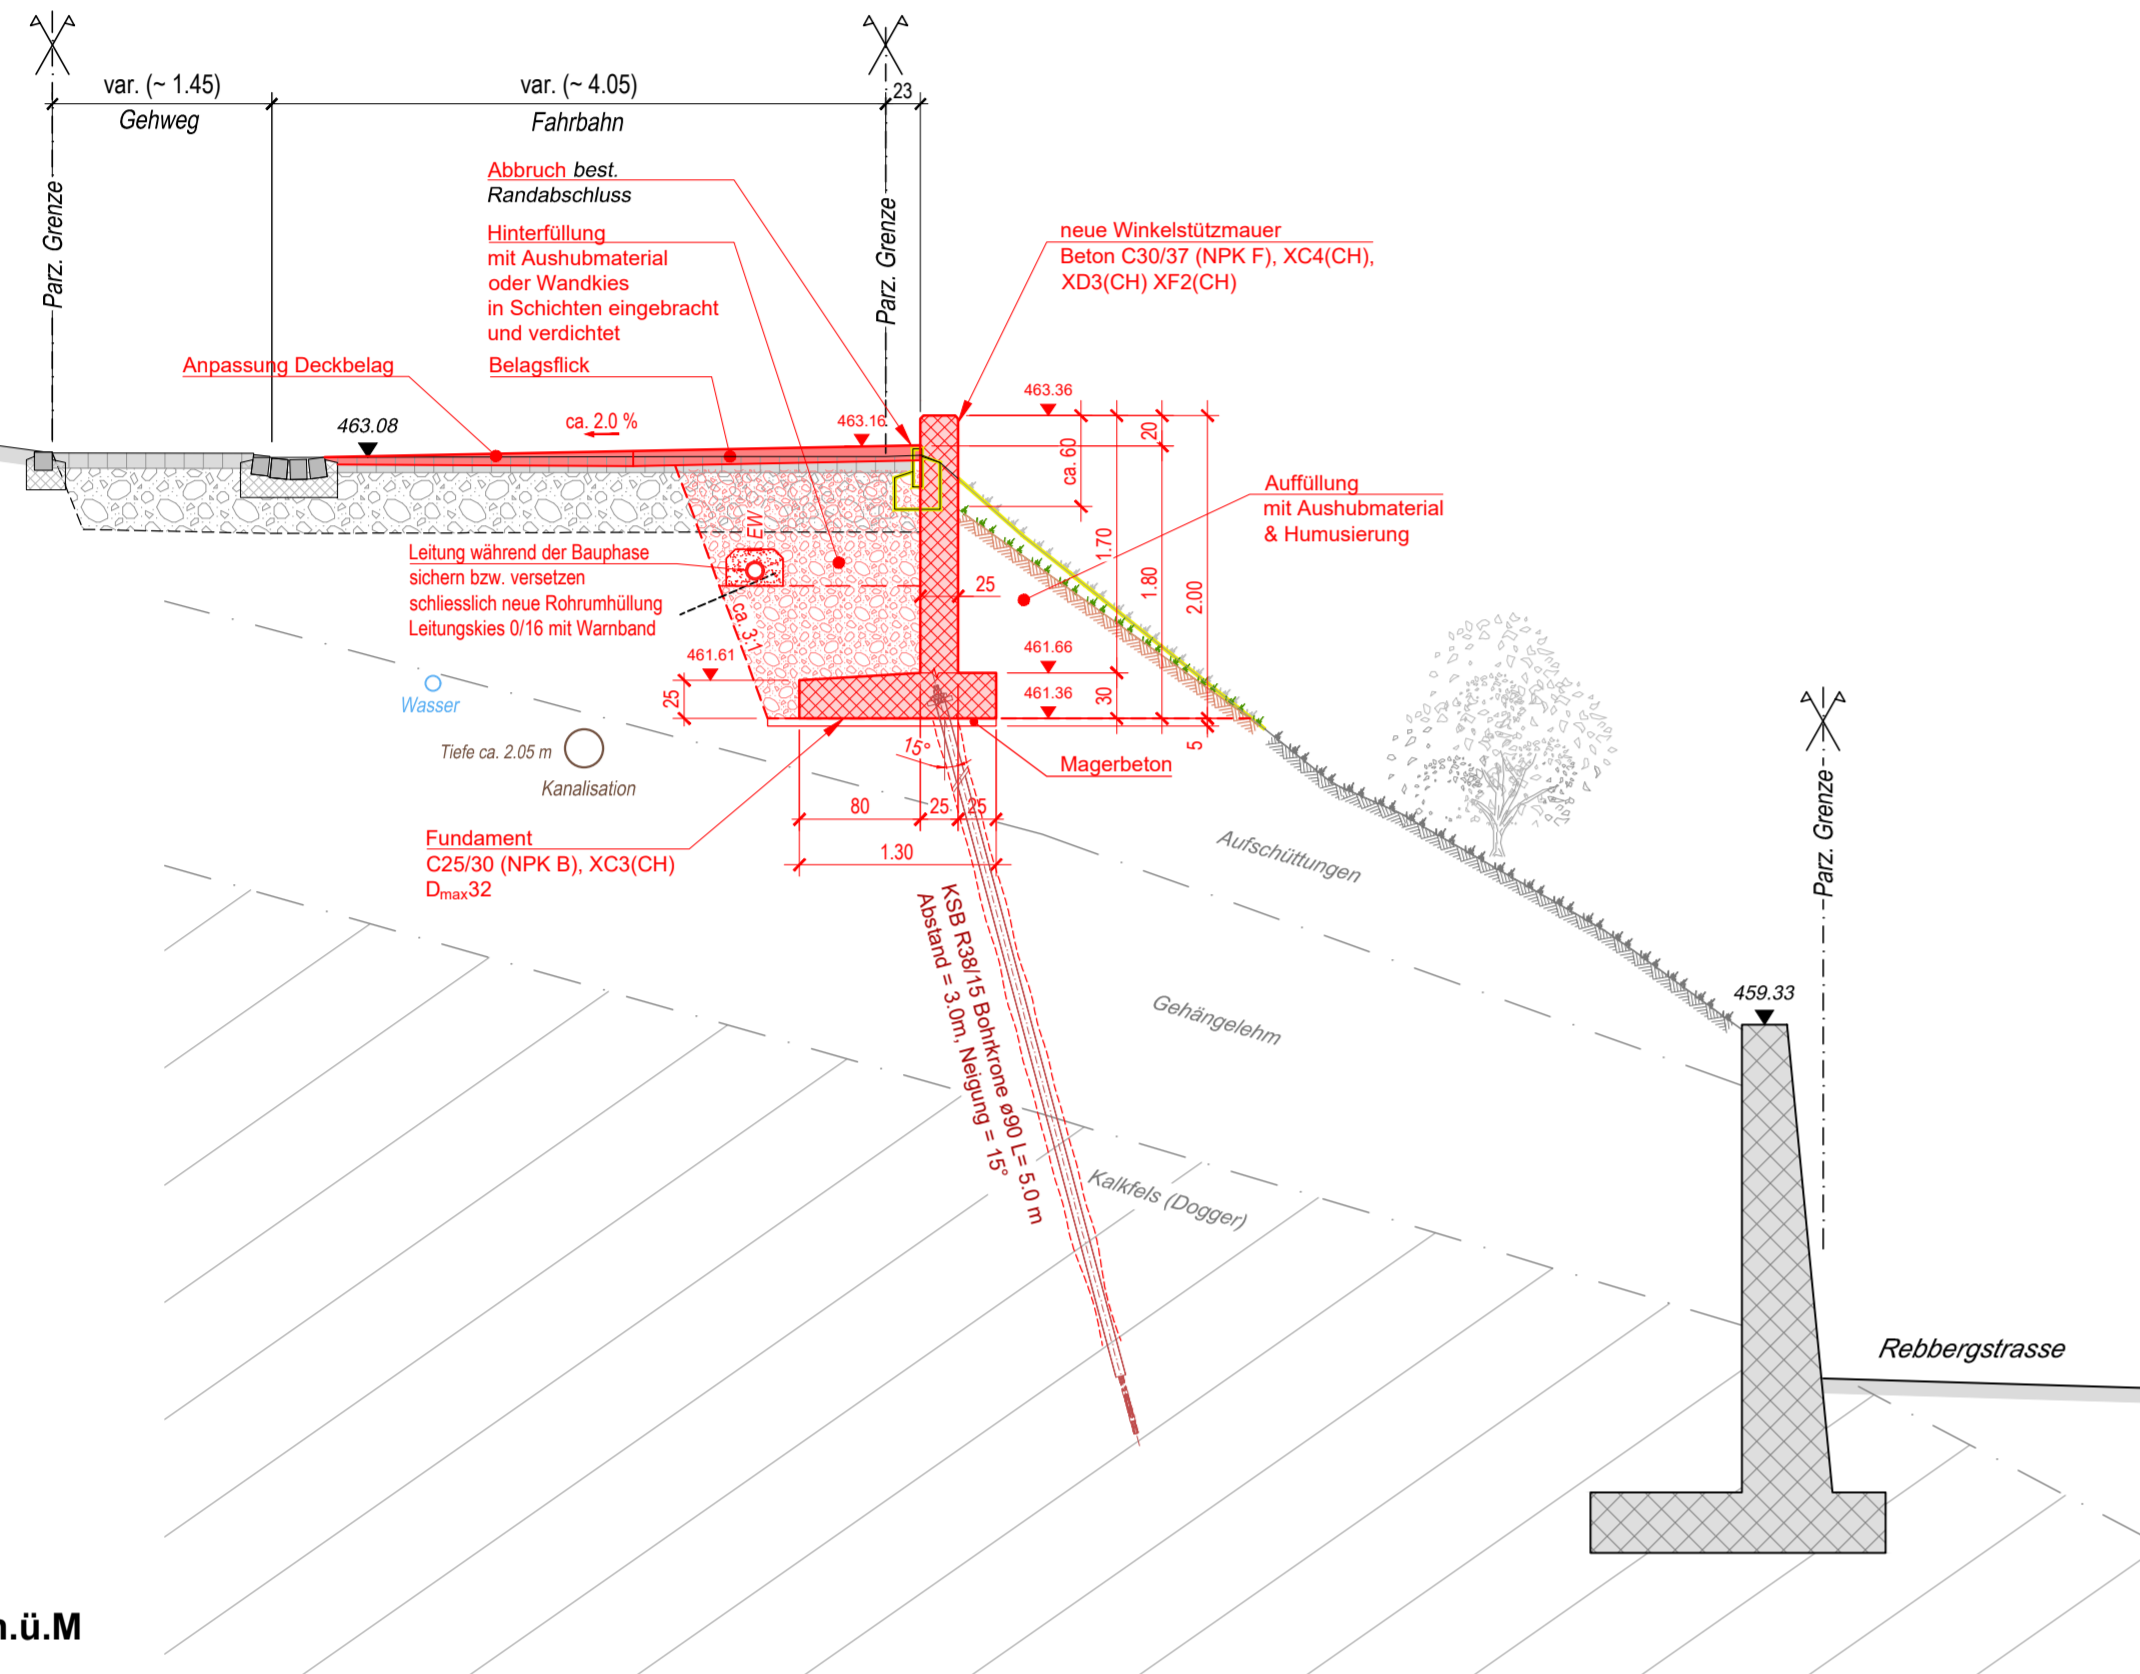 var. (~ 1.45)
Gehweg
var. (~ 4.05)
Fahrbahn
23
Parz. Grenze
Parz. Grenze
Abbruch best.
Randabschluss
Hinterfüllung
mit Aushubmaterial
oder Wandkies
in Schichten eingebracht
und verdichtet
Anpassung Deckbelag
Belagsflick
neue Winkelstützmauer
Beton C30/37 (NPK F), XC4(CH),
XD3(CH) XF2(CH)
463.08
ca. 2.0 %
463.16
463.36
20
ca. 60
Auffüllung
mit Aushubmaterial
& Humusierung
EW
Leitung während der Bauphase
sichern bzw. versetzen
schliesslich neue Rohrumhüllung
Leitungskies 0/16 mit Warnband
ca. 3:1
25
1.70
1.80
2.00
461.61
461.66
461.36
25
30
5
Wasser
Tiefe ca. 2.05 m
Kanalisation
15°
Magerbeton
80
25
25
1.30
Fundament
C25/30 (NPK B), XC3(CH)
Dmax32
KSB R38/15 Bohrkrone ø90 L= 5.0 m
Abstand = 3.0m, Neigung = 15°
Aufschüttungen
Gehängelehm
Kalkfels (Dogger)
Parz. Grenze
459.33
Rebbergstrasse
.ü.M